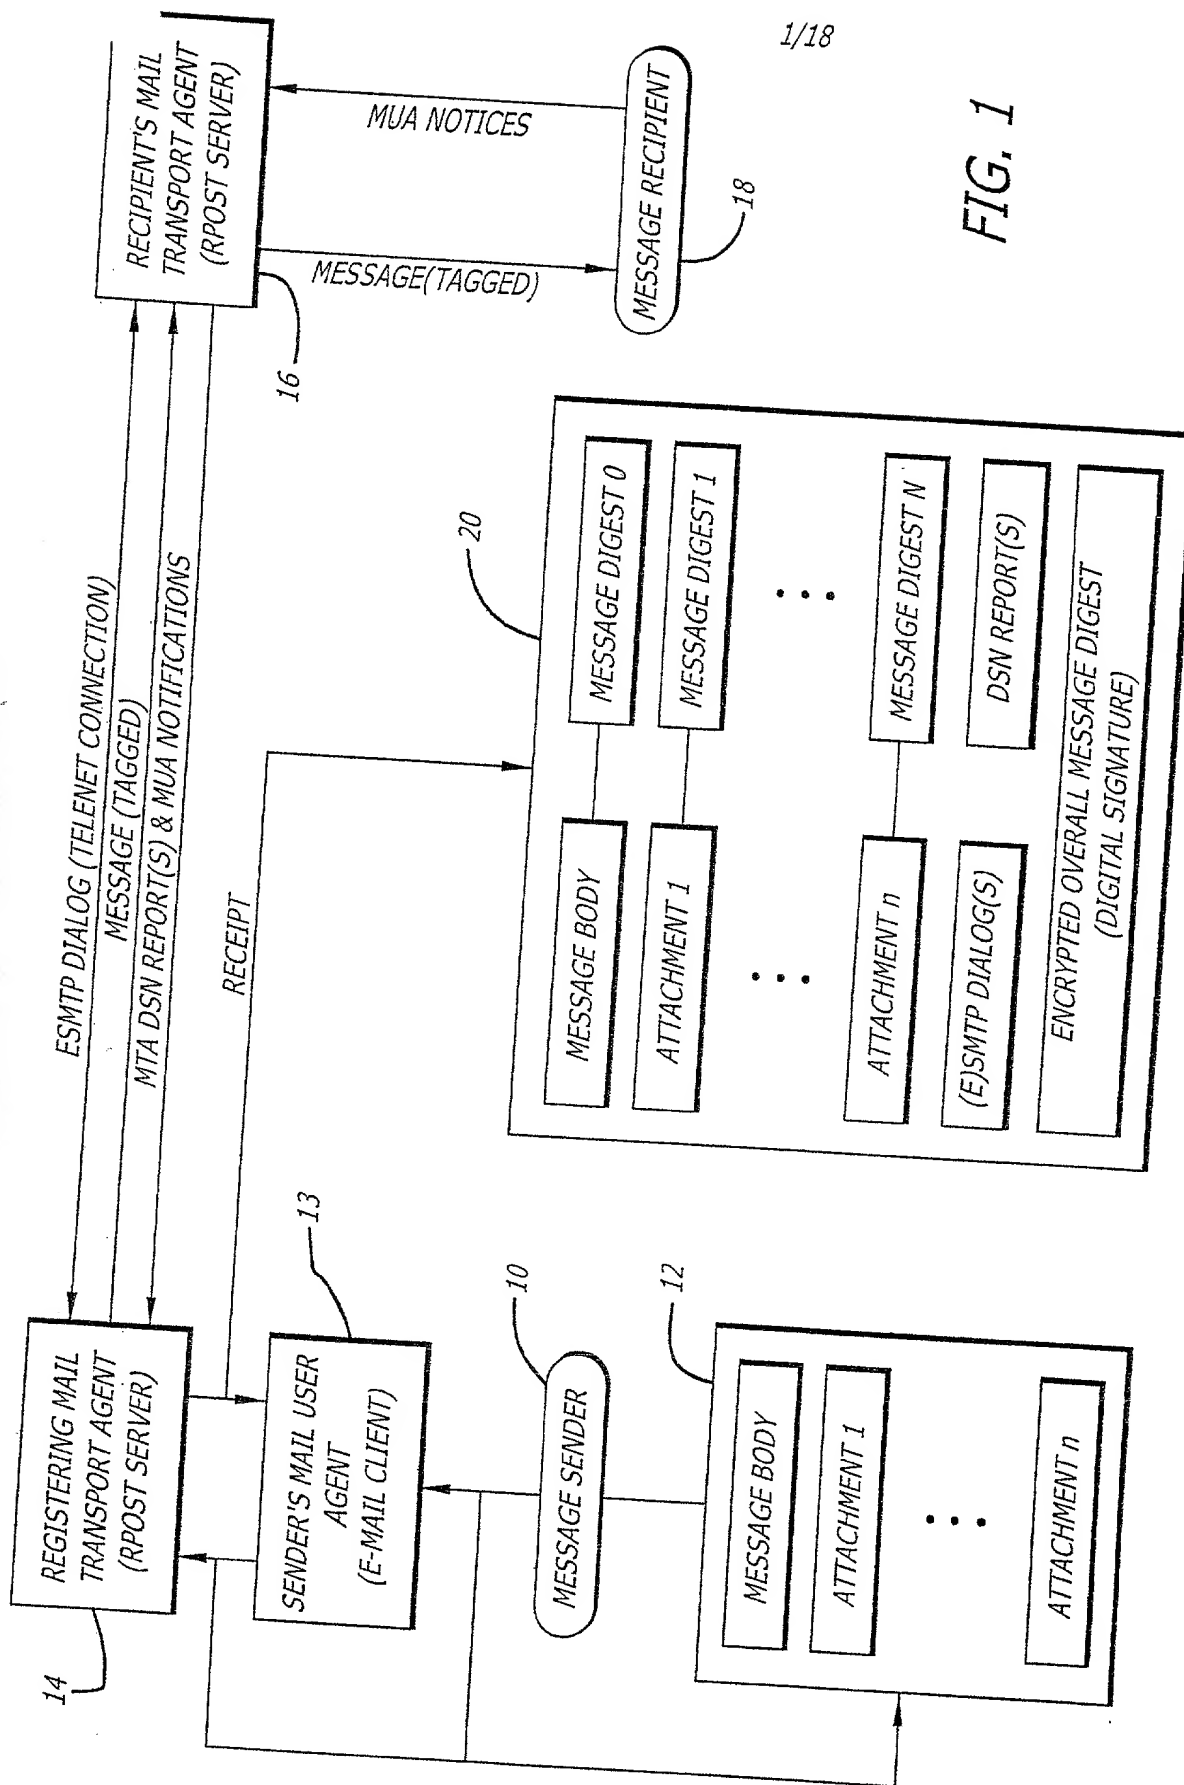 1/18
REGISTERING MAIL
TRANSPORT AGENT
(RPOST SERVER)
14
ESMTP DIALOG (TELENET CONNECTION)
MESSAGE (TAGGED)
MTA DSN REPORT(S) & MUA NOTIFICATIONS
RECIPIENT'S MAIL
TRANSPORT AGENT
(RPOST SERVER)
16
RECEIPT
SENDER'S MAIL USER
AGENT
(E-MAIL CLIENT)
13
MESSAGE(TAGGED)
MUA NOTICES
MESSAGE SENDER
10
MESSAGE RECIPIENT
18
12
MESSAGE BODY
ATTACHMENT 1
• • •
ATTACHMENT n
20
MESSAGE BODY
MESSAGE DIGEST 0
ATTACHMENT 1
MESSAGE DIGEST 1
• • •
• • •
ATTACHMENT n
MESSAGE DIGEST N
(E)SMTP DIALOG(S)
DSN REPORT(S)
ENCRYPTED OVERALL MESSAGE DIGEST
(DIGITAL SIGNATURE)
FIG. 1